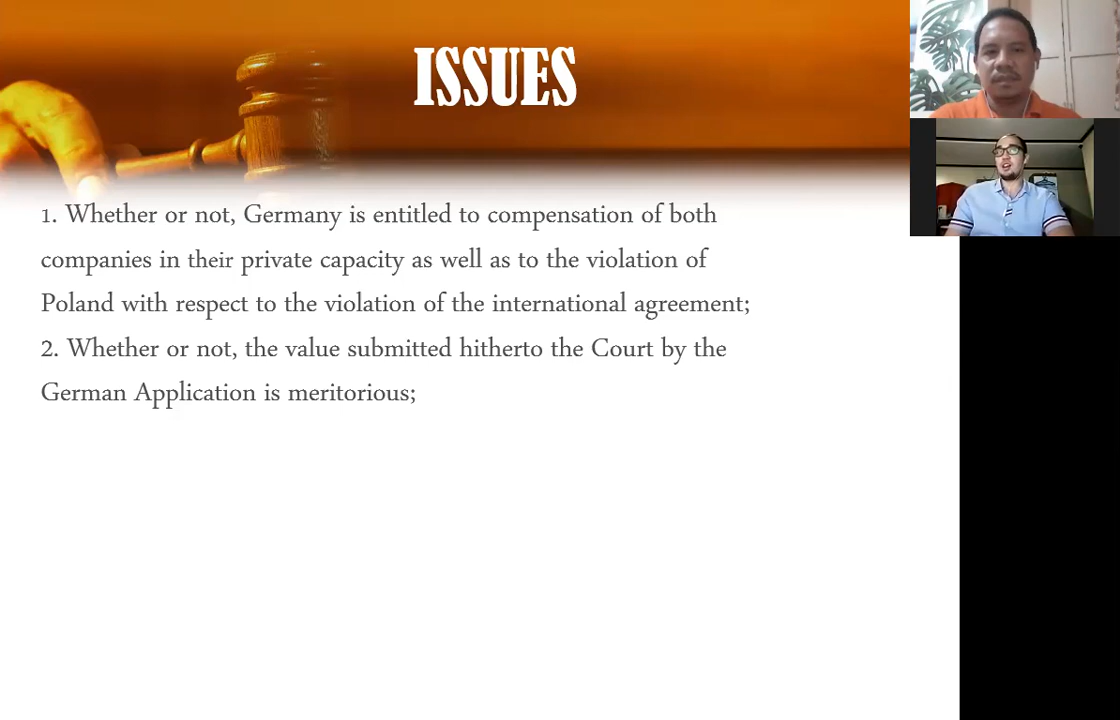 ISSUES
1. Whether or not, Germany is entitled to compensation of both
companies in their private capacity as well as to the violation of
Poland with respect to the violation of the international agreement;
2. Whether or not, the value submitted hitherto the Court by the
German Application is meritorious;